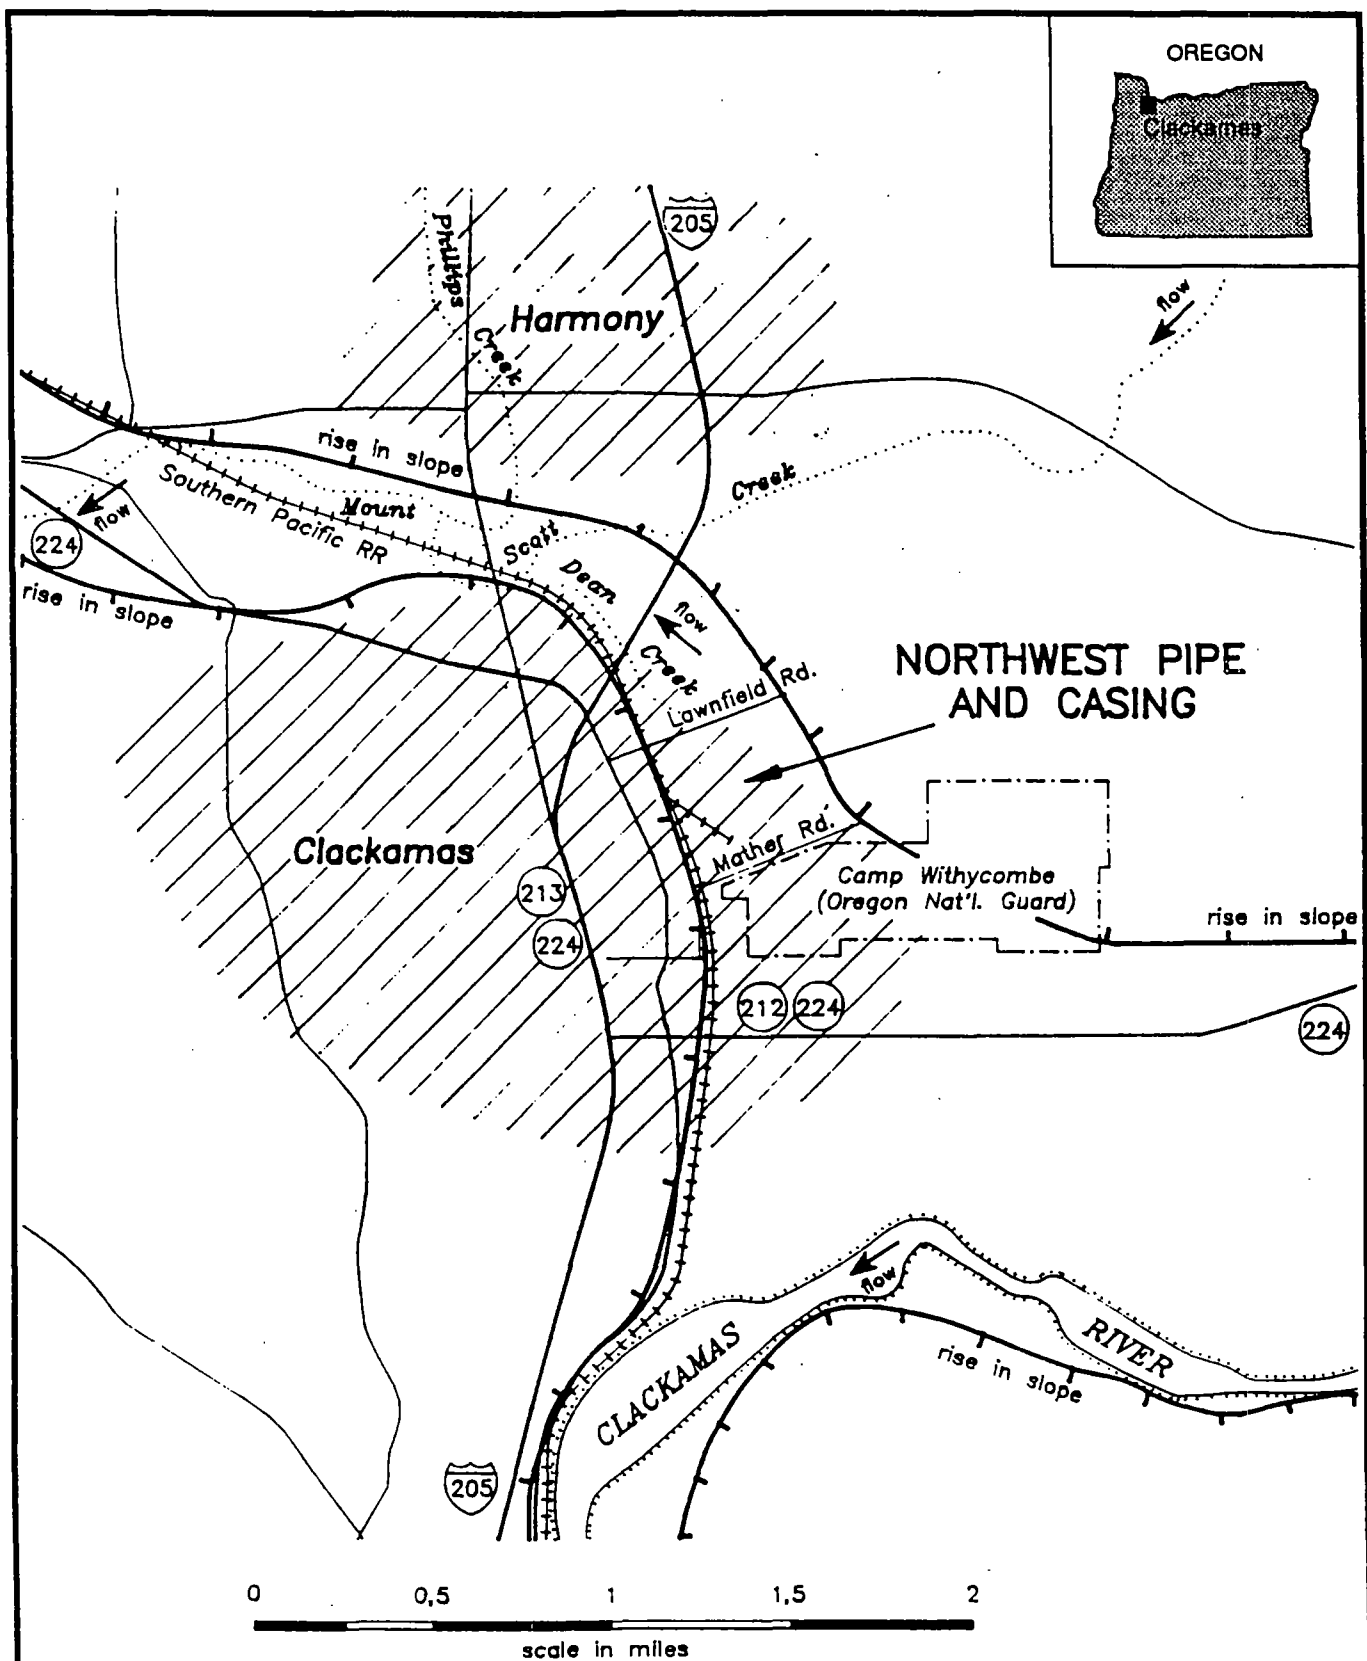 OREGON
Clackamas
205
flow
Phillips
Creek
Harmony
rise in slope
Creek
Southern Pacific RR
Mount
Scott
flow
224
Dean
Creek
flow
rise in slope
NORTHWEST PIPE
AND CASING
Lawnfield Rd.
Mather Rd.
Clackamas
213
224
Camp Withycombe
(Oregon Nat'l. Guard)
rise in slope
212
224
224
flow
CLACKAMAS
RIVER
rise in slope
205
0
0,5
1
1,5
2
scale in miles